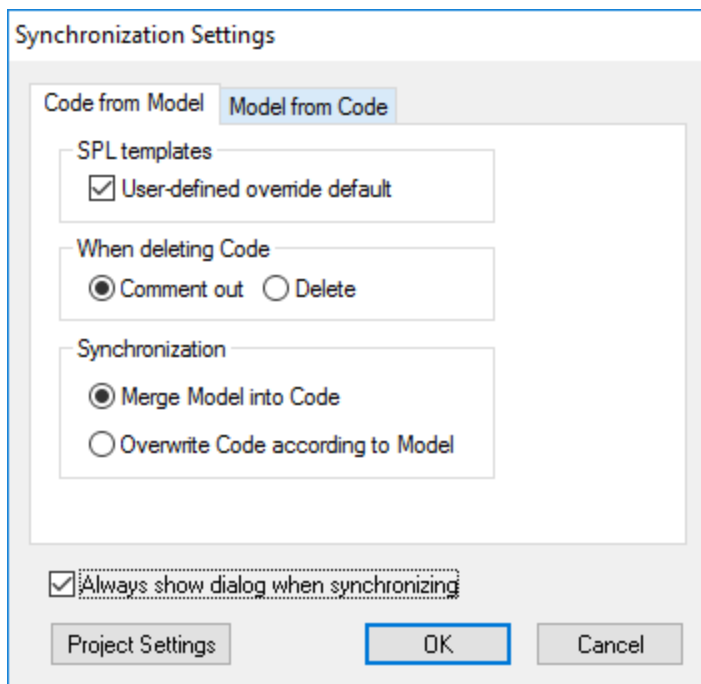 Synchronization Settings
Code from Model Model from Code
SPL templates
User-defined override default
When deleting Code
Comment out Delete
Synchronization
Merge Model into Code
Overwrite Code according to Model
Always show dialog when synchronizing
Project Settings OK Cancel